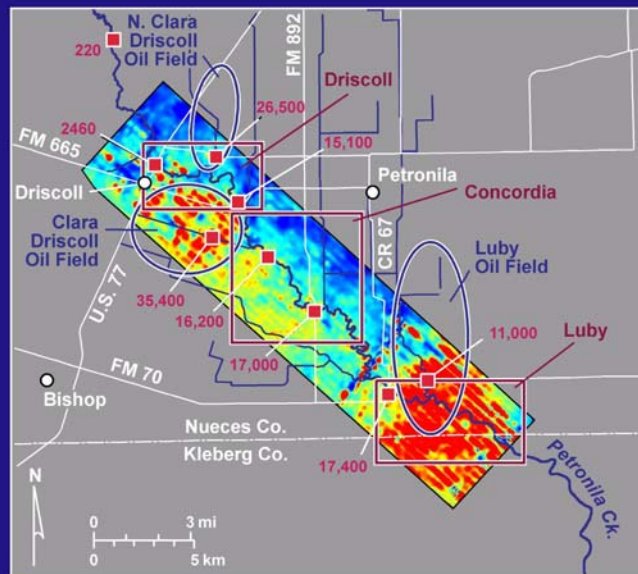 N. Clara
Driscoll
Oil Field
220
FM 892
Driscoll
26,500
2460
15,100
FM 665
Driscoll
Petronila
Concordia
Clara
Driscoll
Oil Field
CR 67
Luby
Oil Field
U.S. 77
35,400
16,200
17,000
11,000
Luby
FM 70
Bishop
Nueces Co.
Kleberg Co.
17,400
Petronila Ck.
N
0 3 mi
0 5 km